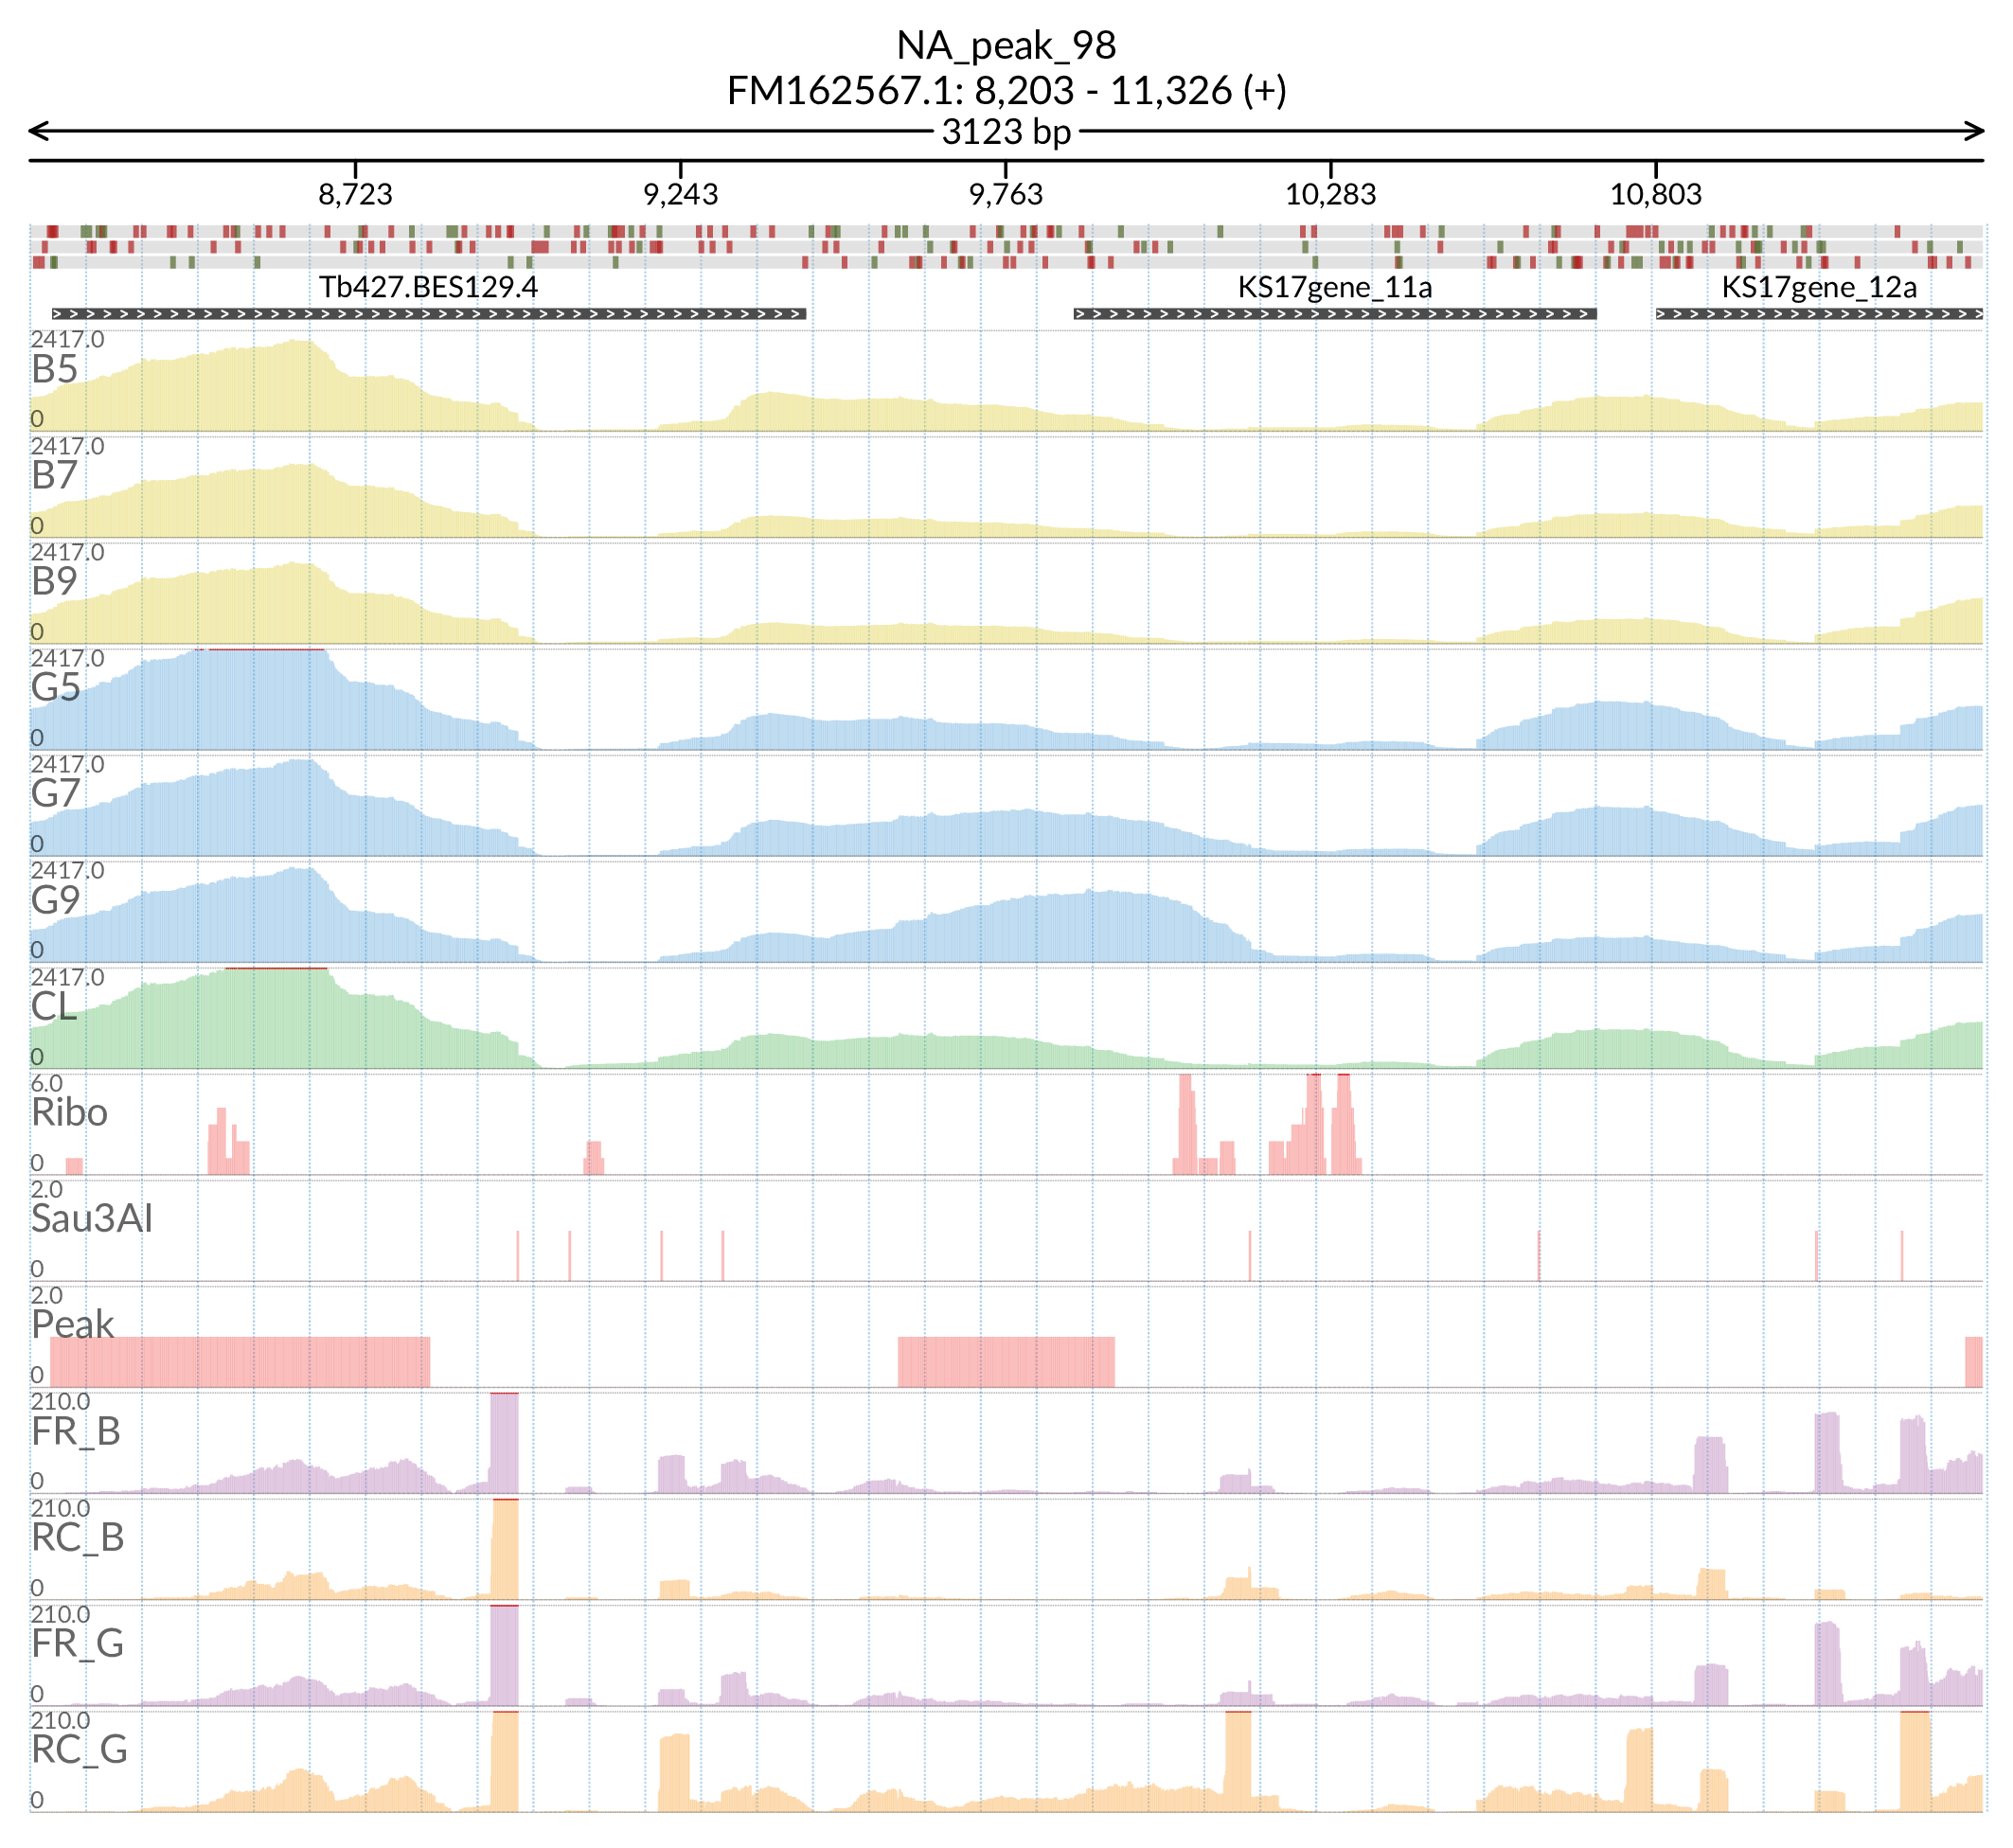 NA_peak_98
FM162567.1: 8,203 - 11,326 (+)
3123 bp
8,723 9,243 9,763 10,283 10,803
Tb427.BES129.4 KS17gene_11a KS17gene_12a
2417.0
B5
0
2417.0
B7
0
2417.0
B9
0
2417.0
G5
0
2417.0
G7
0
2417.0
G9
0
2417.0
CL
0
6.0
Ribo
0
2.0
Sau3AI
0
2.0
Peak
0
210.0
FR_B
0
210.0
RC_B
0
210.0
FR_G
0
210.0
RC_G
0